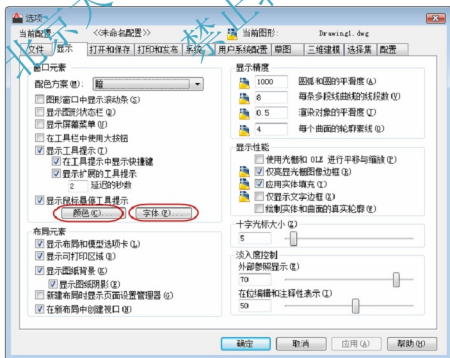 选项
当前配置:
<<未命名配置>>
当前图形:
Drawing1.dwg
文件 显示 打开和保存 打印和发布 系统 用户系统配置 草图 三维建模 选择集 配置
窗口元素
配色方案(M): 暗
图形窗口中显示滚动条(S)
显示图形状态栏(D)
显示屏幕菜单(U)
在工具栏中使用大按钮
显示工具提示(T)
在工具提示中显示快捷键
显示扩展的工具提示
2 延迟的秒数
显示鼠标悬停工具提示
颜色(C)... 字体(F)...
布局元素
显示布局和模型选项卡(L)
显示可打印区域(B)
显示图纸背景(K)
显示图纸阴影(E)
新建布局时显示页面设置管理器(G)
在新布局中创建视口(N)
显示精度
1000 圆弧和圆的平滑度(A)
8 每条多段线曲线的线段数(V)
0.5 渲染对象的平滑度(J)
4 每个曲面的轮廓素线(O)
显示性能
使用光栅和 OLE 进行平移与缩放(P)
仅亮显光栅图像边框(R)
应用实体填充(Y)
仅显示文字边框(X)
绘制实体和曲面的真实轮廓(W)
十字光标大小(Z)
5
淡入度控制
外部参照显示(E)
70
在位编辑和注释性表示(I)
50
确定 取消 应用(A) 帮助(H)
北京大
禁止